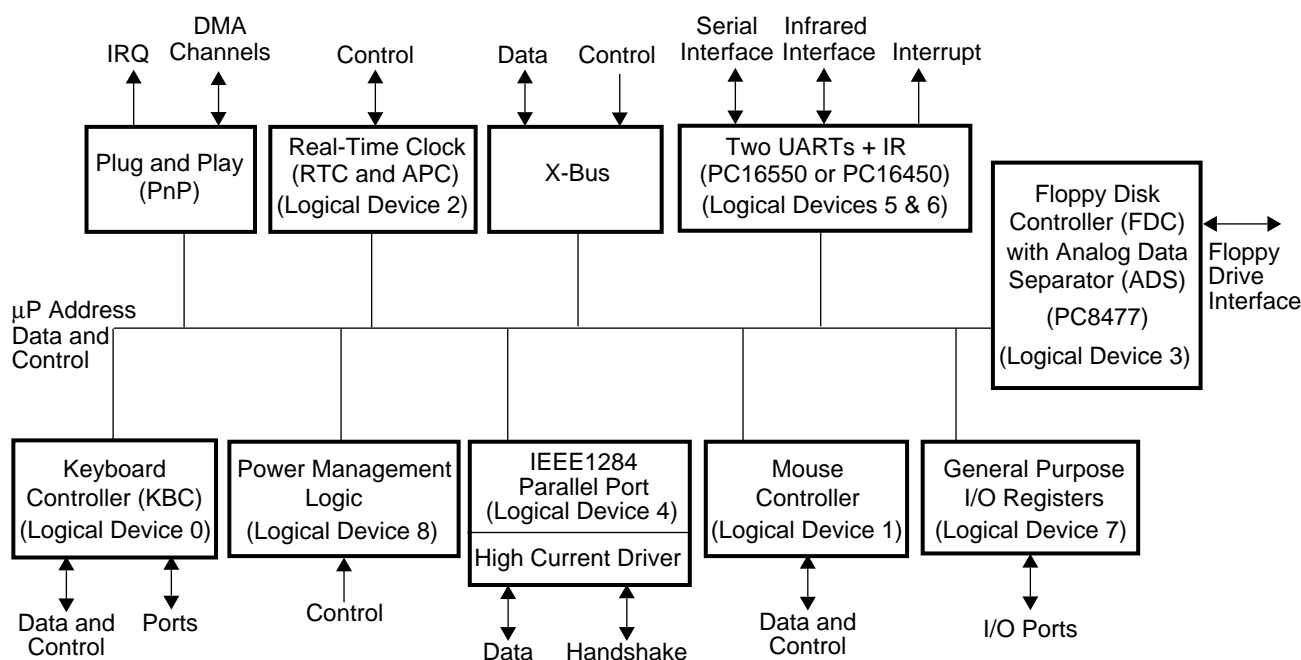 IRQ
DMA
Channels
Control
Data
Control
Serial
Interface
Infrared
Interface
Interrupt
Plug and Play
(PnP)
Real-Time Clock
(RTC and APC)
(Logical Device 2)
X-Bus
Two UARTs + IR
(PC16550 or PC16450)
(Logical Devices 5 & 6)
Floppy Disk
Controller (FDC)
with Analog Data
Separator (ADS)
(PC8477)
(Logical Device 3)
Floppy
Drive
Interface
μP Address
Data and
Control
Keyboard
Controller (KBC)
(Logical Device 0)
Power Management
Logic
(Logical Device 8)
IEEE1284
Parallel Port
(Logical Device 4)
High Current Driver
Mouse
Controller
(Logical Device 1)
General Purpose
I/O Registers
(Logical Device 7)
Data and
Control
Ports
Control
Data
Handshake
Data and
Control
I/O Ports